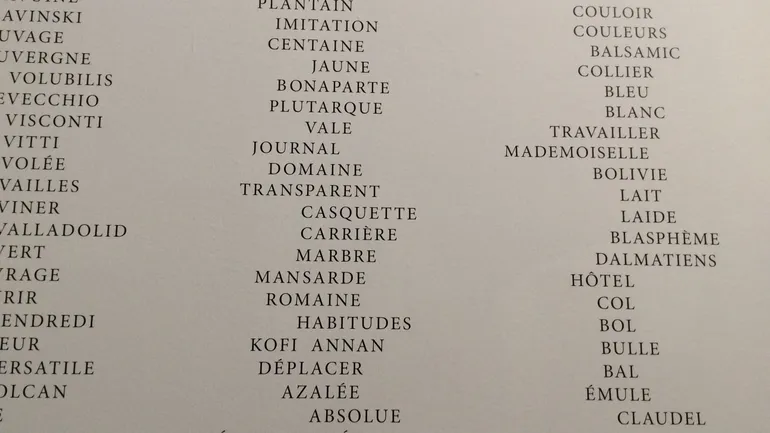 AVINSKI
UVAGE
UVERGNE
VOLUBILIS
EVECCHIO
VISCONTI
VITTI
VOLÉE
VAILLES
VINER
VALLADOLID
VERT
VRAGE
RIR
ENDREDI
EUR
ERSATILE
OLCAN
E
PLANTAIN
IMITATION
CENTAINE
JAUNE
BONAPARTE
PLUTARQUE
VALE
JOURNAL
DOMAINE
TRANSPARENT
CASQUETTE
CARRIÈRE
MARBRE
MANSARDE
ROMAINE
HABITUDES
KOFI ANNAN
DÉPLACER
AZALÉE
ABSOLUE
COULOIR
COULEURS
BALSAMIC
COLLIER
BLEU
BLANC
TRAVAILLER
MADEMOISELLE
BOLIVIE
LAIT
LAIDE
BLASPHÈME
DALMATIENS
HÔTEL
COL
BOL
BULLE
BAL
ÉMULE
CLAUDEL